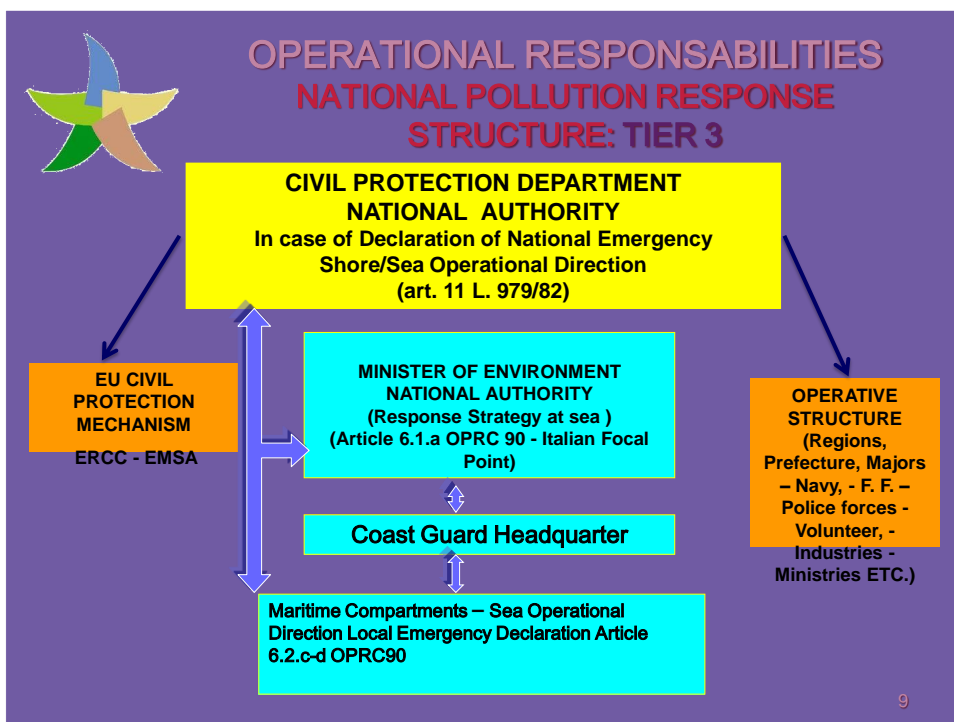 OPERATIONAL RESPONSABILITIES
NATIONAL POLLUTION RESPONSE
STRUCTURE: TIER 3
CIVIL PROTECTION DEPARTMENT
NATIONAL AUTHORITY
In case of Declaration of National Emergency
Shore/Sea Operational Direction
(art. 11 L. 979/82)
EU CIVIL
PROTECTION
MECHANISM
ERCC - EMSA
MINISTER OF ENVIRONMENT
NATIONAL AUTHORITY
(Response Strategy at sea )
(Article 6.1.a OPRC 90 - Italian Focal
Point)
OPERATIVE
STRUCTURE
(Regions,
Prefecture, Majors
– Navy, - F. F. –
Police forces -
Volunteer, -
Industries -
Ministries ETC.)
Coast Guard Headquarter
Maritime Compartments – Sea Operational
Direction Local Emergency Declaration Article
6.2.c-d OPRC90
9